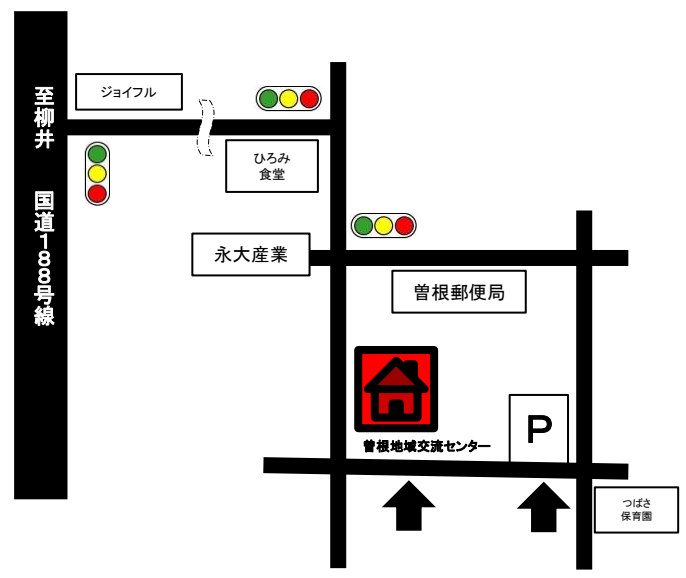 至柳井 国道188号線
ジョイフル
ひろみ
食堂
永大産業
曽根郵便局
曽根地域交流センター
P
つばさ
保育園